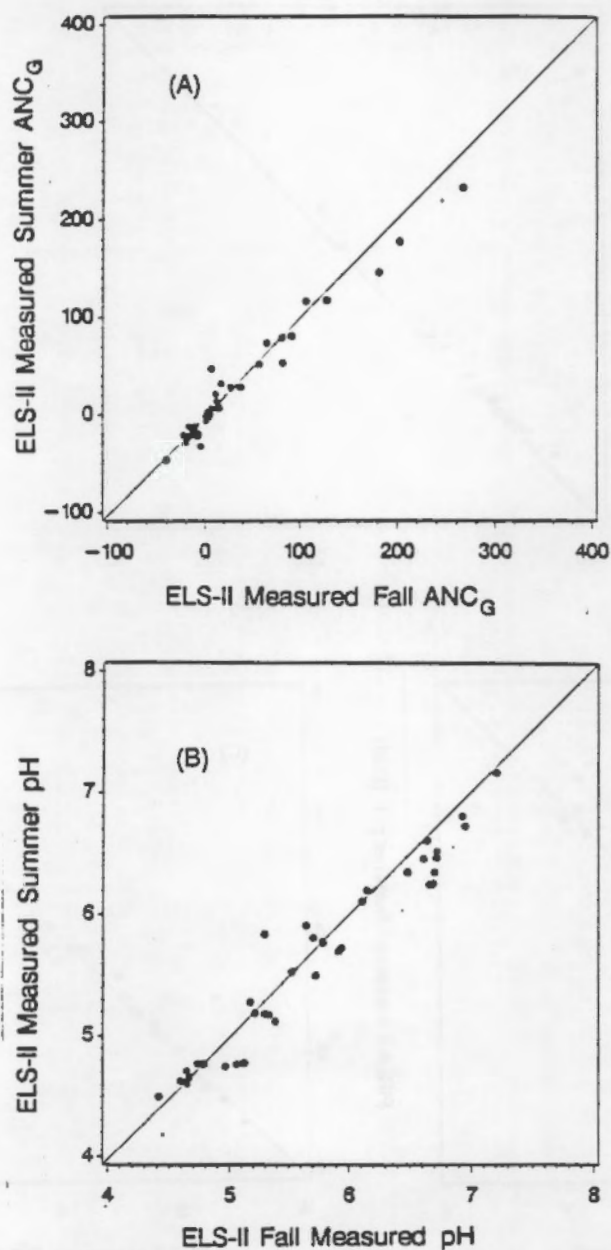 400
300
200
100
0
-100
-100 0 100 200 300 400
(A)
ELS-II Measured Summer ANC_G
ELS-II Measured Fall ANC_G
8
7
6
5
4
4 5 6 7 8
(B)
ELS-II Measured Summer pH
ELS-II Fall Measured pH